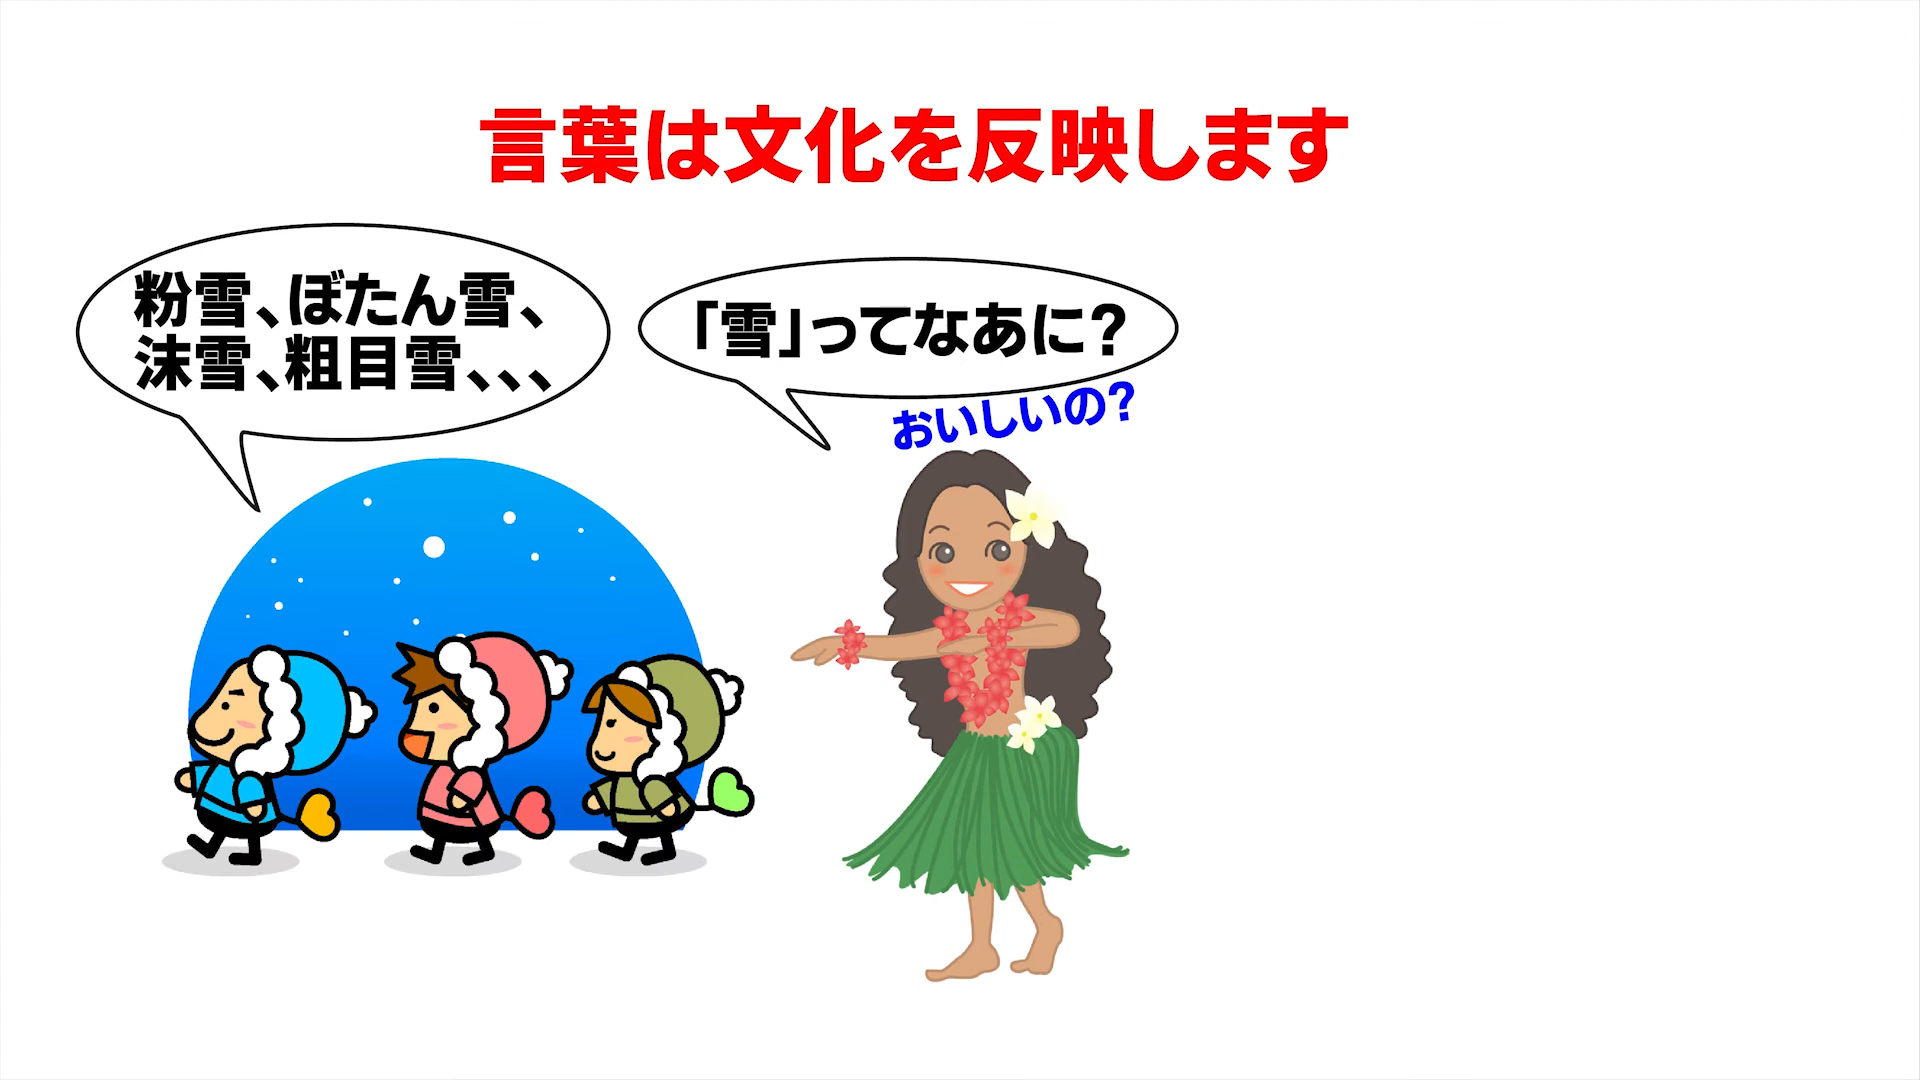 言葉は文化を反映します
粉雪、ぼたん雪、
沫雪、粗目雪、、、
「雪」ってなあに?
おいしいの?